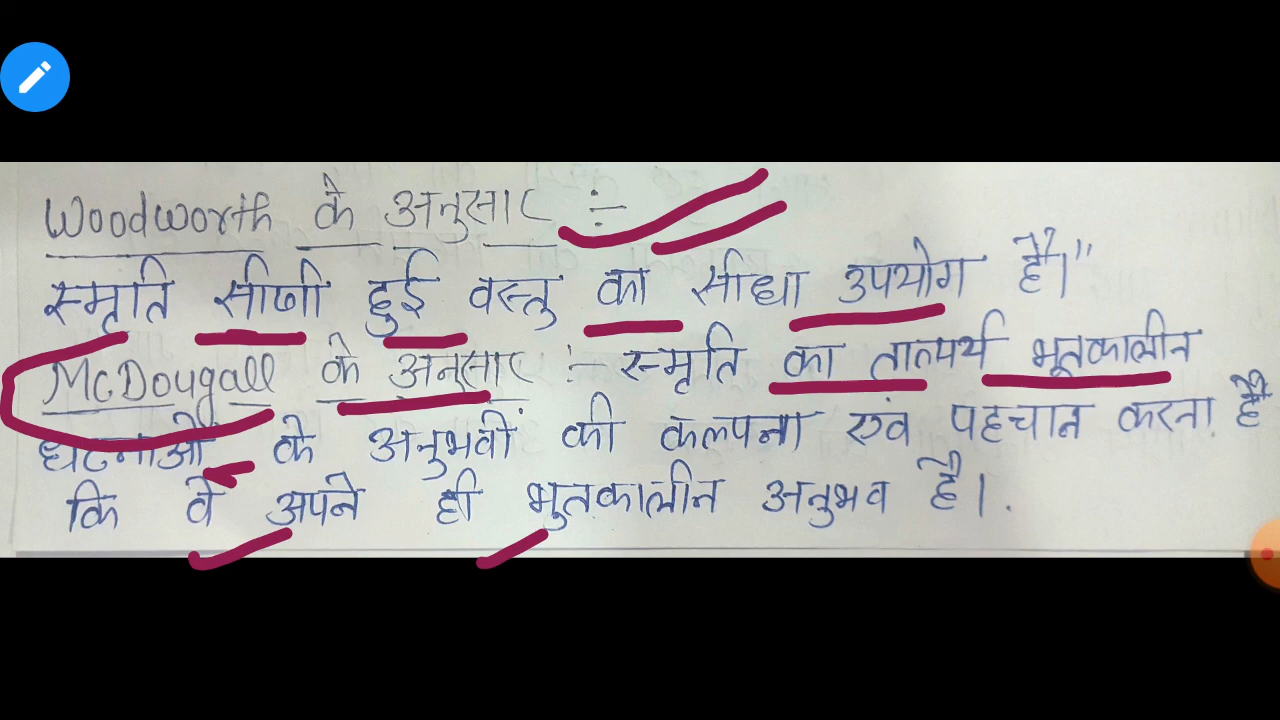 Woodworth के अनुसार :-
स्मृति सीखी हुई वस्तु का सीधा उपयोग है।"
McDougall के अनुसार :- स्मृति का तात्पर्य भूतकालीन
घटनाओं के अनुभवों की कल्पना एवं पहचान करना है
कि वे अपने ही भुतकालीन अनुभव है।.